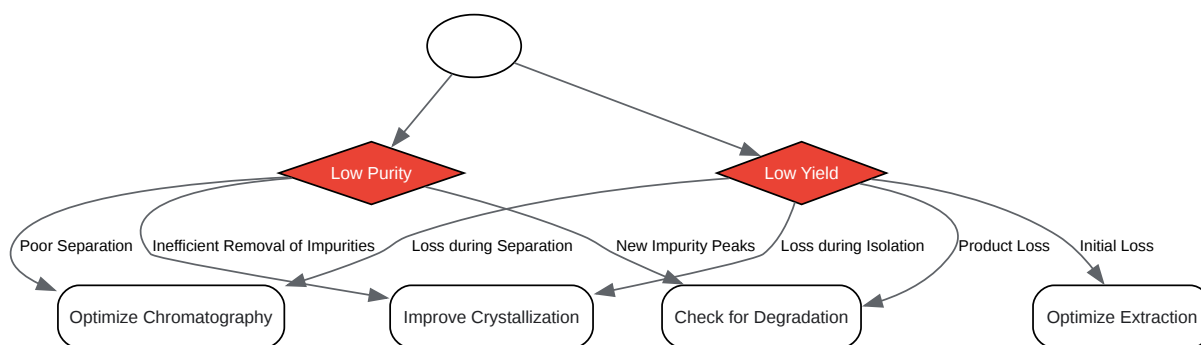 Low Purity
Low Yield
Poor Separation
Inefficient Removal of Impurities
Loss during Separation
New Impurity Peaks
Loss during Isolation
Product Loss
Initial Loss
Optimize Chromatography
Improve Crystallization
Check for Degradation
Optimize Extraction